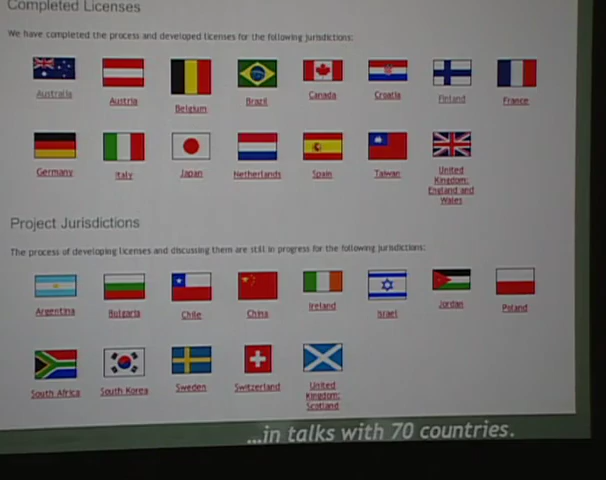 Completed Licenses
We have completed the process and developed licenses for the following jurisdictions:
Australia Austria Belgium Brazil Canada Croatia Finland France
Germany Italy Japan Netherlands Spain Taiwan United
Kingdom:
England and
Wales
Project Jurisdictions
The process of developing licenses and discussing them are still in progress for the following jurisdictions:
Argentina Bulgaria Chile China Ireland Israel Jordan Poland
South Africa South Korea Sweden Switzerland United
Kingdom:
Scotland
...in talks with 70 countries.